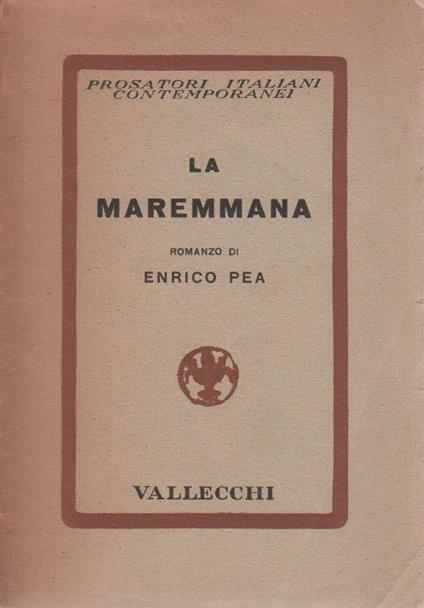 PROSATORI ITALIANI
CONTEMPORANEI
LA
MAREMMANA
ROMANZO DI
ENRICO PEA
VALLECCHI